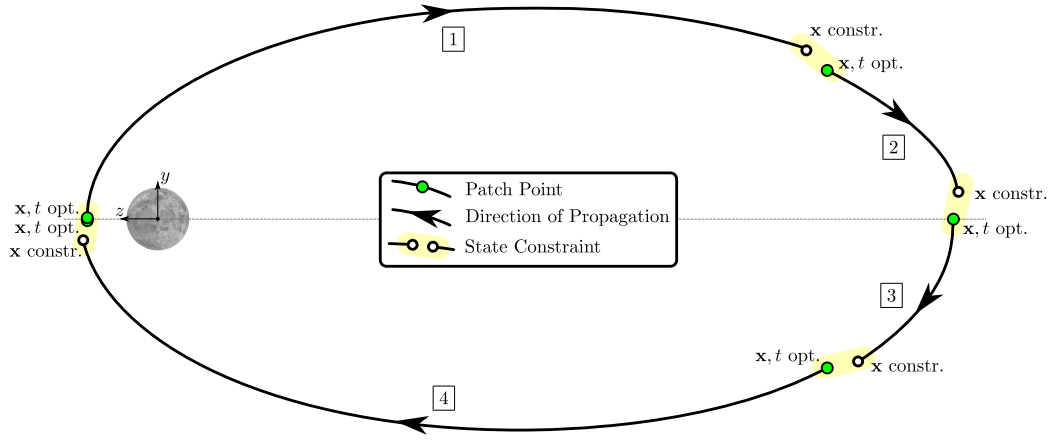 x constr.
1
x, t opt.
2
y
x constr.
Patch Point
x, t opt.
z
Direction of Propagation
x, t opt.
x, t opt.
State Constraint
x constr.
3
x, t opt.
x constr.
4